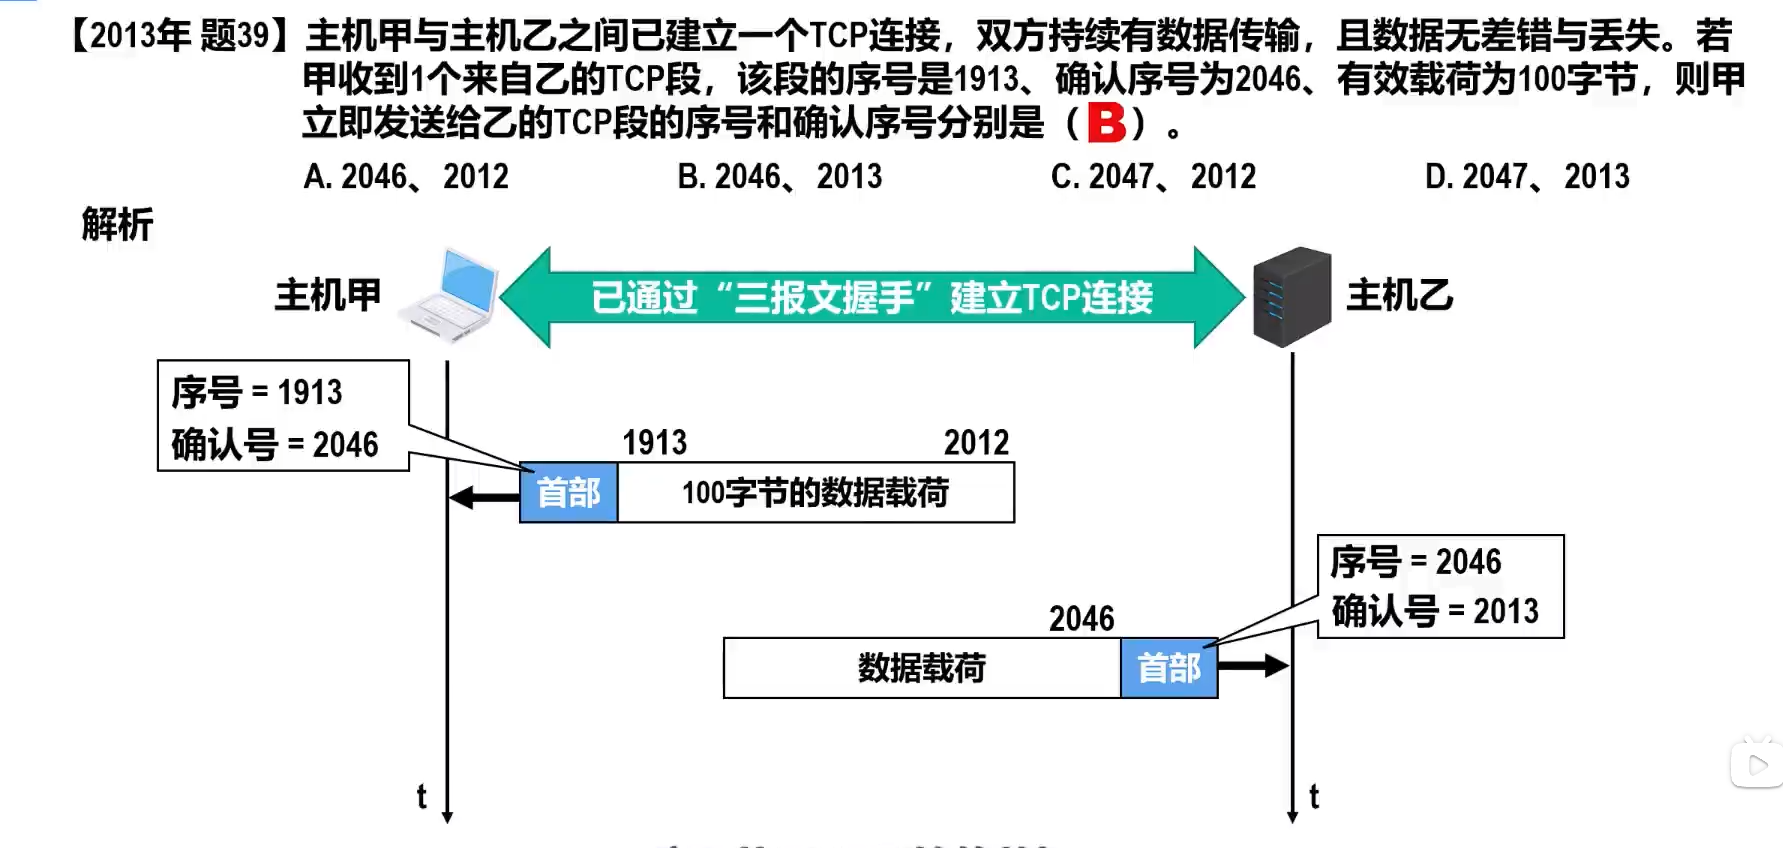 【2013年 题39】主机甲与主机乙之间已建立一个TCP连接，双方持续有数据传输，且数据无差错与丢失。若
甲收到1个来自乙的TCP段，该段的序号是1913、确认序号为2046、有效载荷为100字节，则甲
立即发送给乙的TCP段的序号和确认序号分别是（B）。
A. 2046、2012 B. 2046、2013 C. 2047、2012 D. 2047、2013
解析
主机甲 已通过“三报文握手”建立TCP连接 主机乙
序号 = 1913
确认号 = 2046
1913 2012
首部 100字节的数据载荷
序号 = 2046
确认号 = 2013
2046
数据载荷 首部
t t